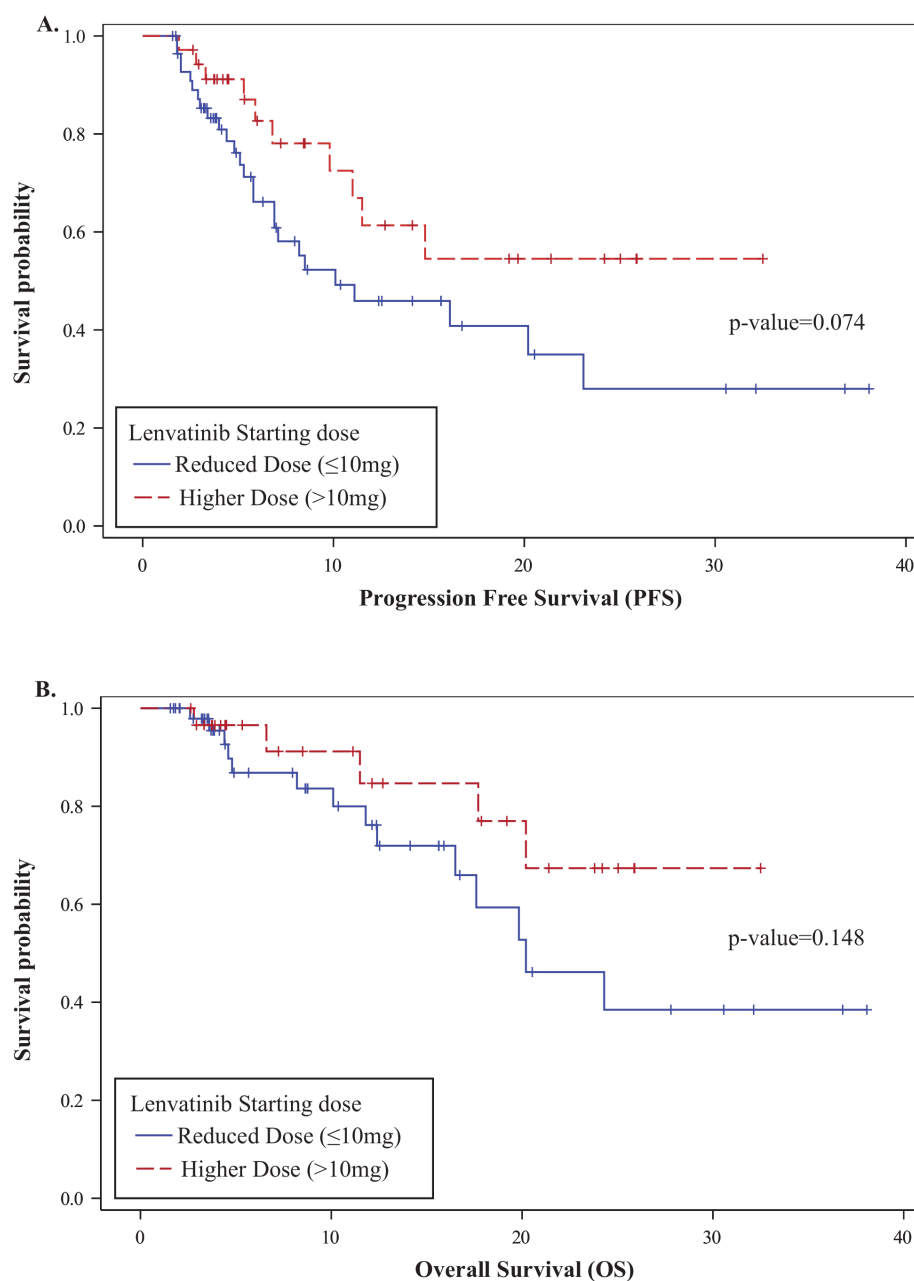 A.
1.0
0.8
0.6
0.4
0.2
0.0
Survival probability
p-value=0.074
Lenvatinib Starting dose
Reduced Dose (≤10mg)
Higher Dose (>10mg)
0 10 20 30 40
Progression Free Survival (PFS)
B.
1.0
0.8
0.6
0.4
0.2
0.0
Survival probability
p-value=0.148
Lenvatinib Starting dose
Reduced Dose (≤10mg)
Higher Dose (>10mg)
0 10 20 30 40
Overall Survival (OS)